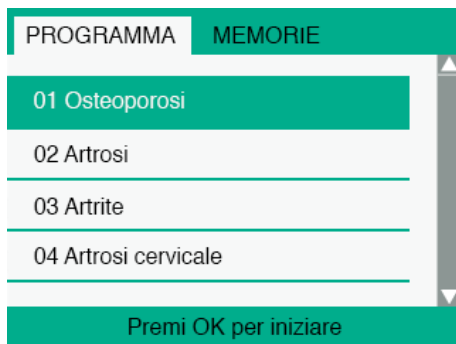 PROGRAMMA MEMORIE
01 Osteoporosi
02 Artrosi
03 Artrite
04 Artrosi cervicale
Premi OK per iniziare